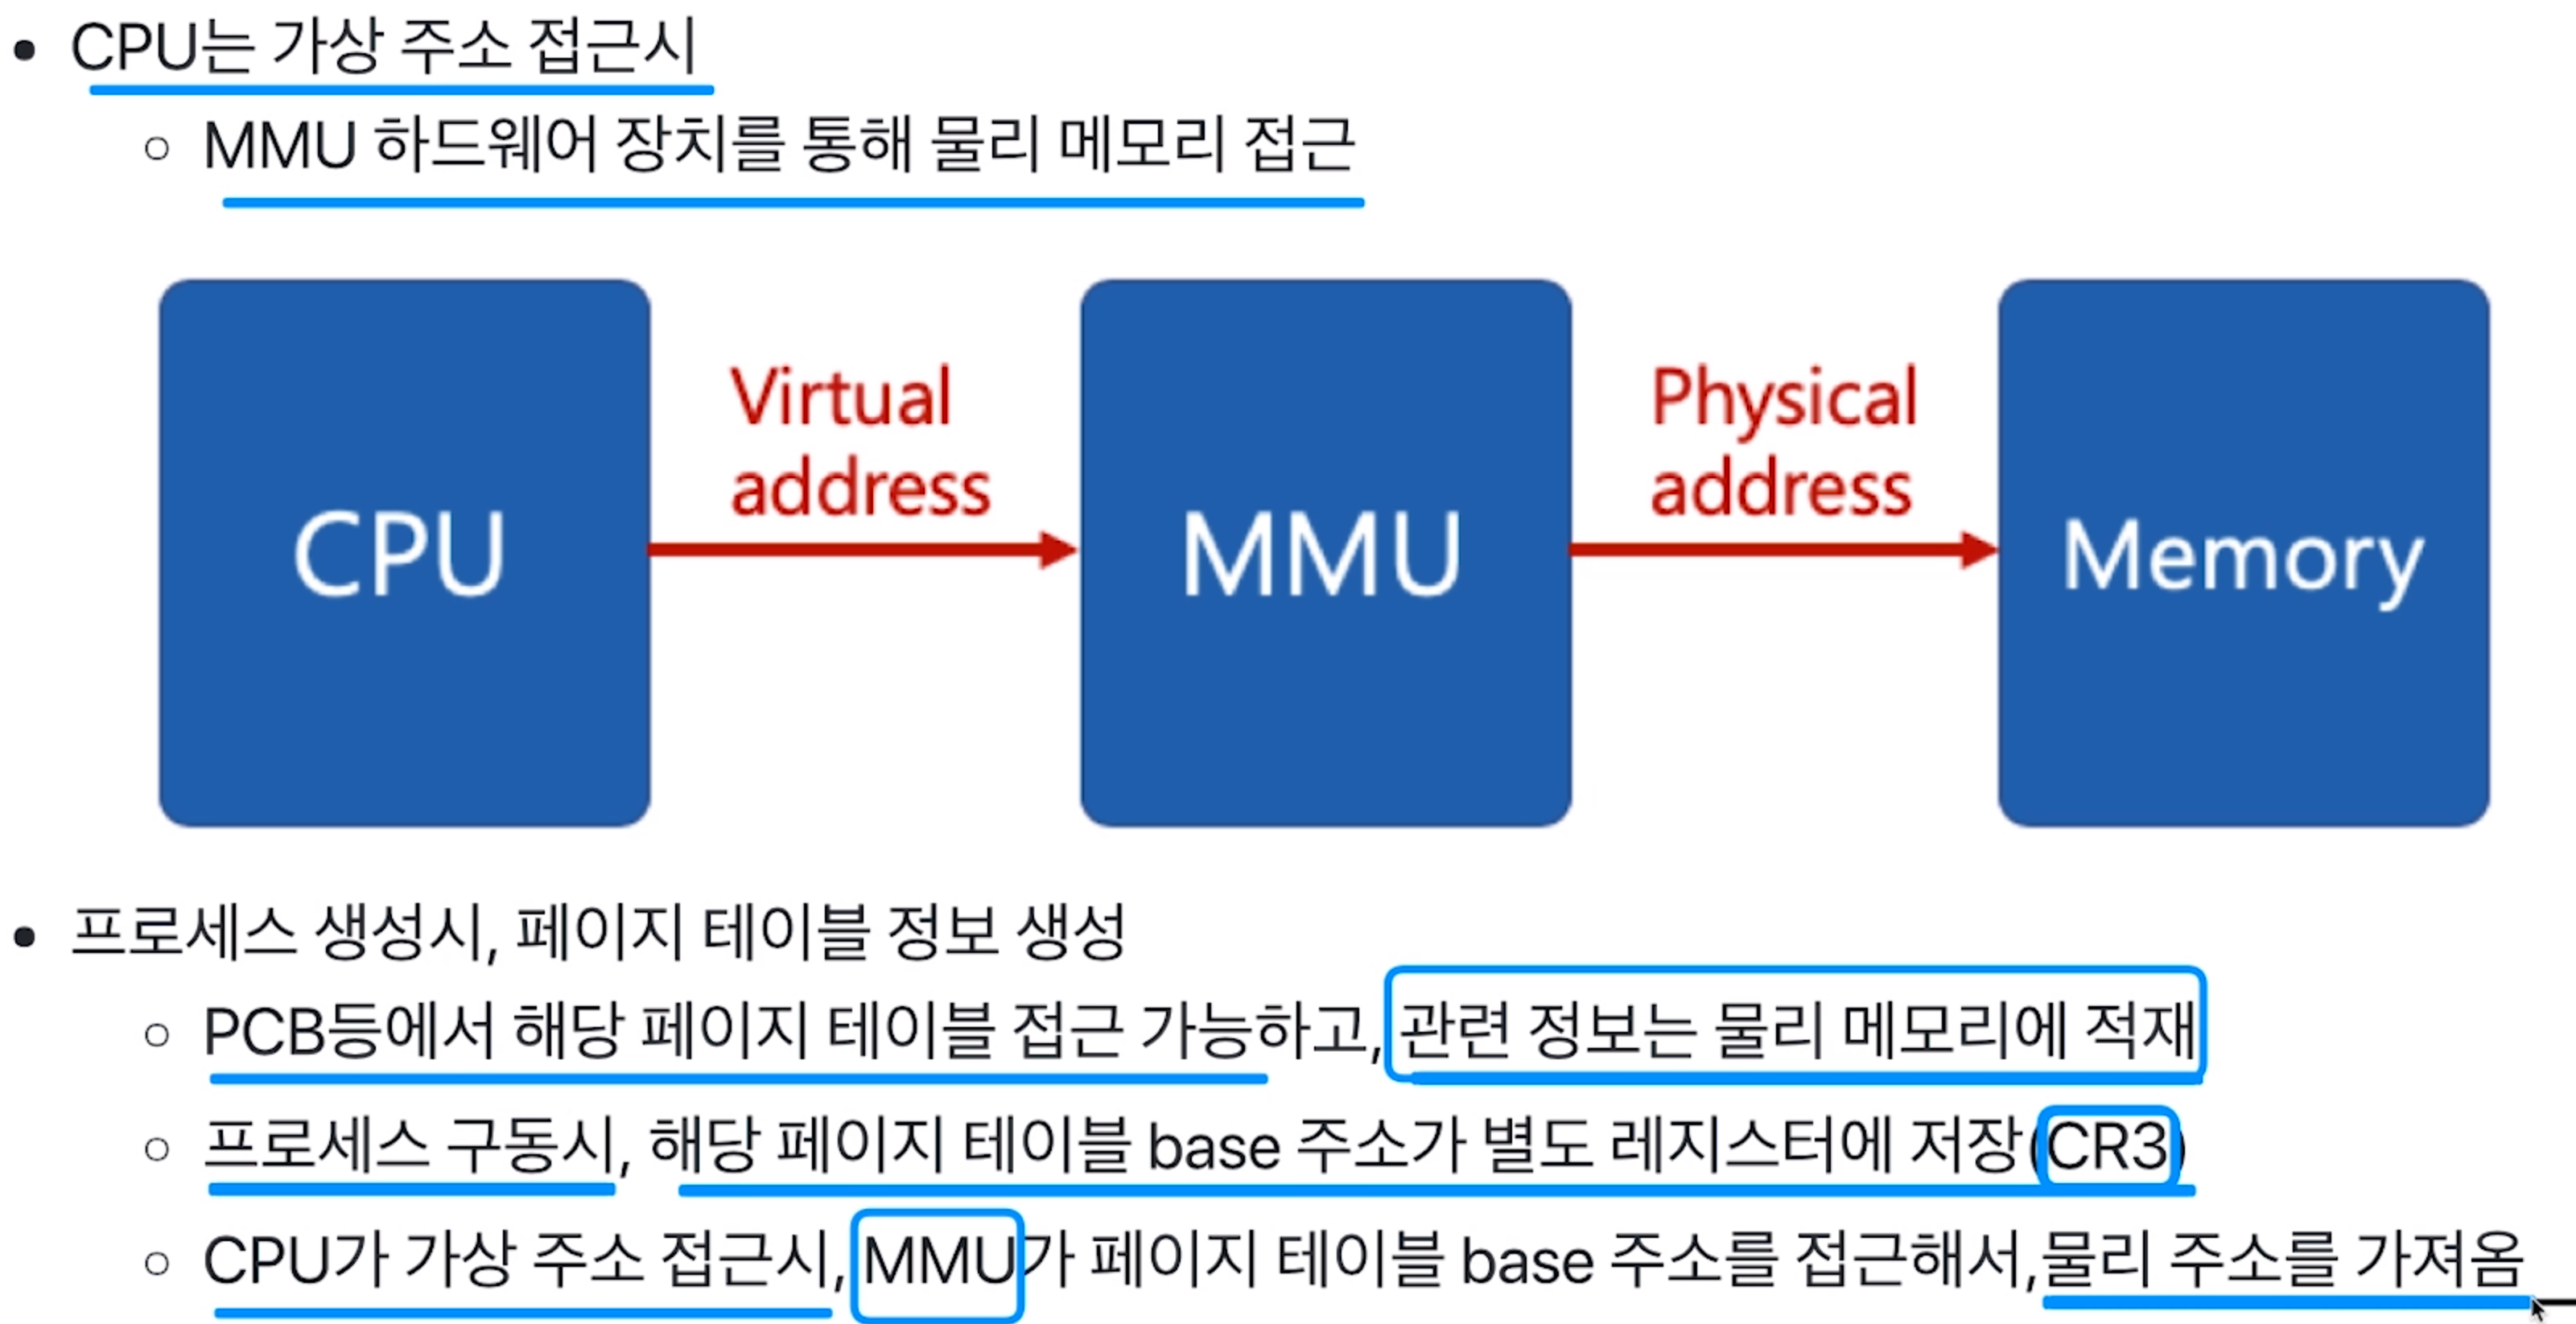 • CPU는 가상 주소 접근시
○ MMU 하드웨어 장치를 통해 물리 메모리 접근
CPU
Virtual
address
MMU
Physical
address
Memory
• 프로세스 생성시, 페이지 테이블 정보 생성
○ PCB등에서 해당 페이지 테이블 접근 가능하고, 관련 정보는 물리 메모리에 적재
○ 프로세스 구동시, 해당 페이지 테이블 base 주소가 별도 레지스터에 저장(CR3)
○ CPU가 가상 주소 접근시, MMU가 페이지 테이블 base 주소를 접근해서, 물리 주소를 가져옴